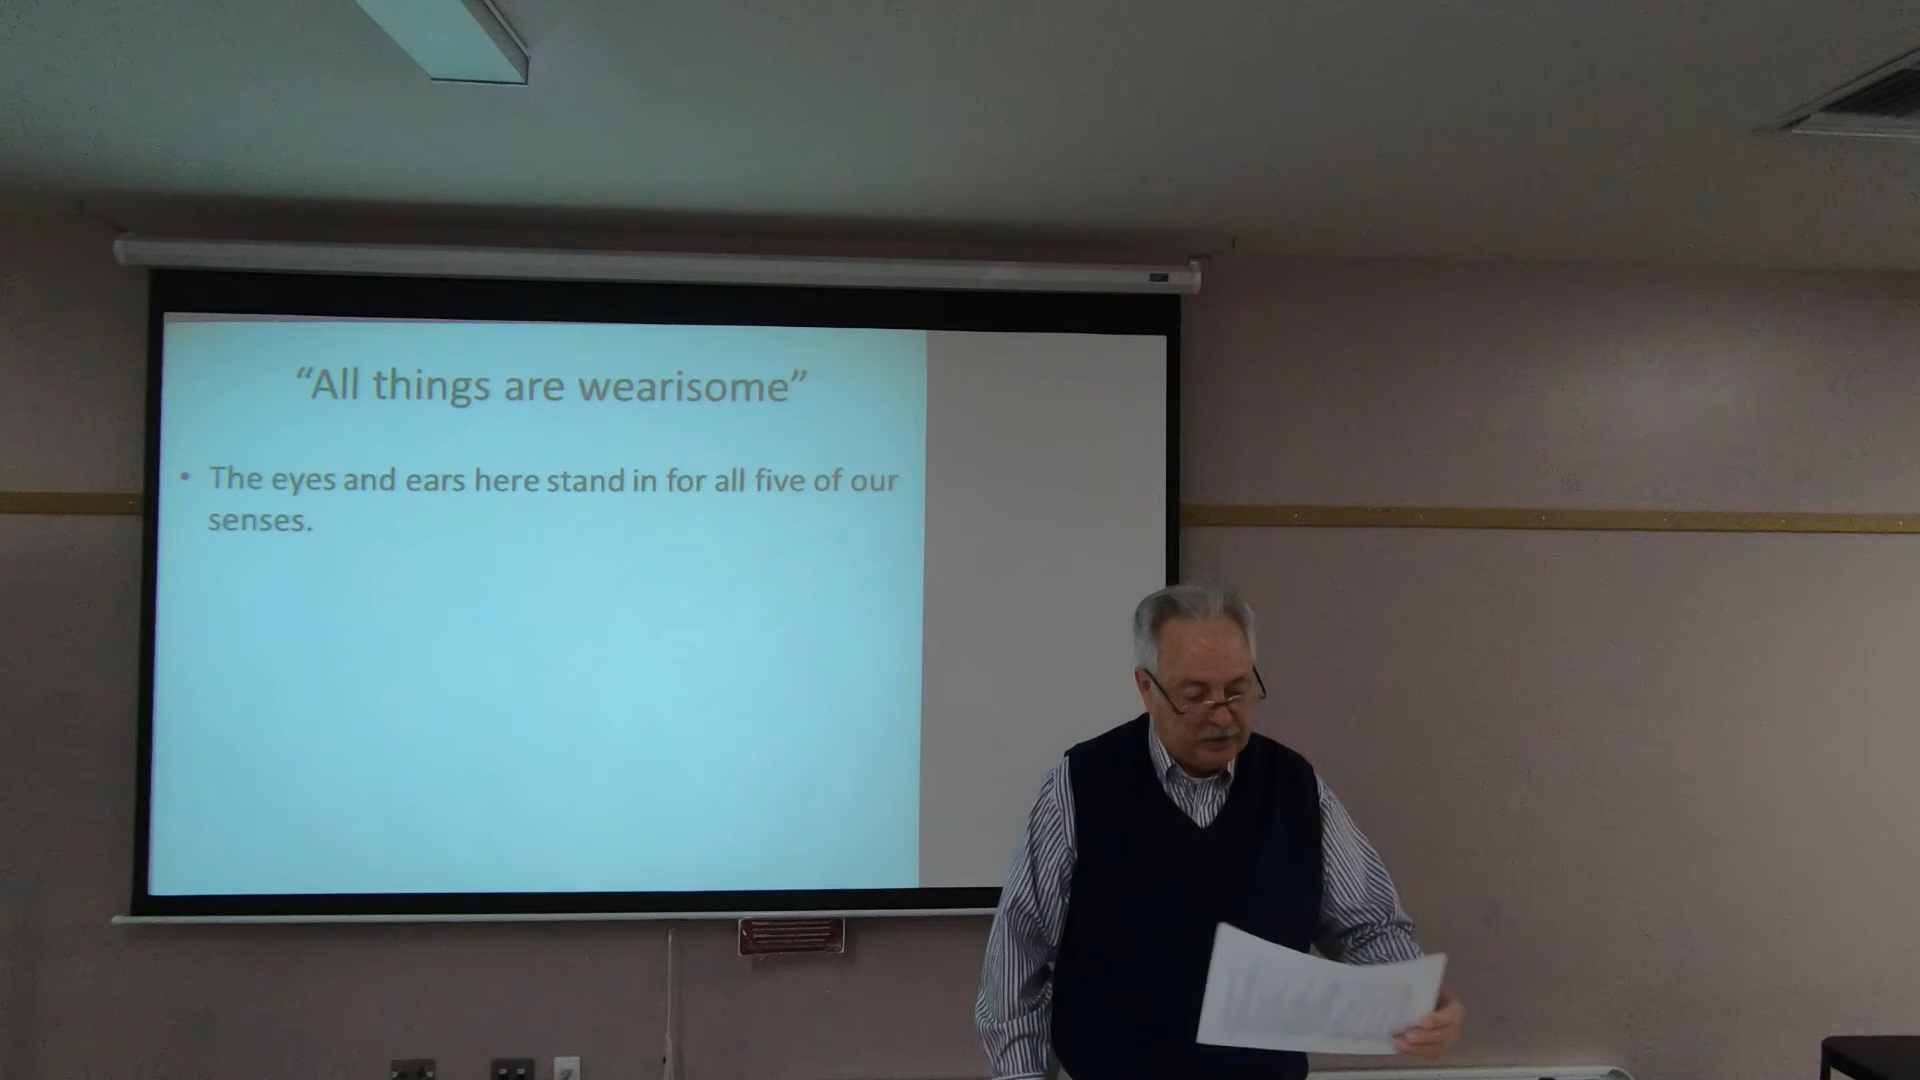 “All things are wearisome”
• The eyes and ears here stand in for all five of our
senses.